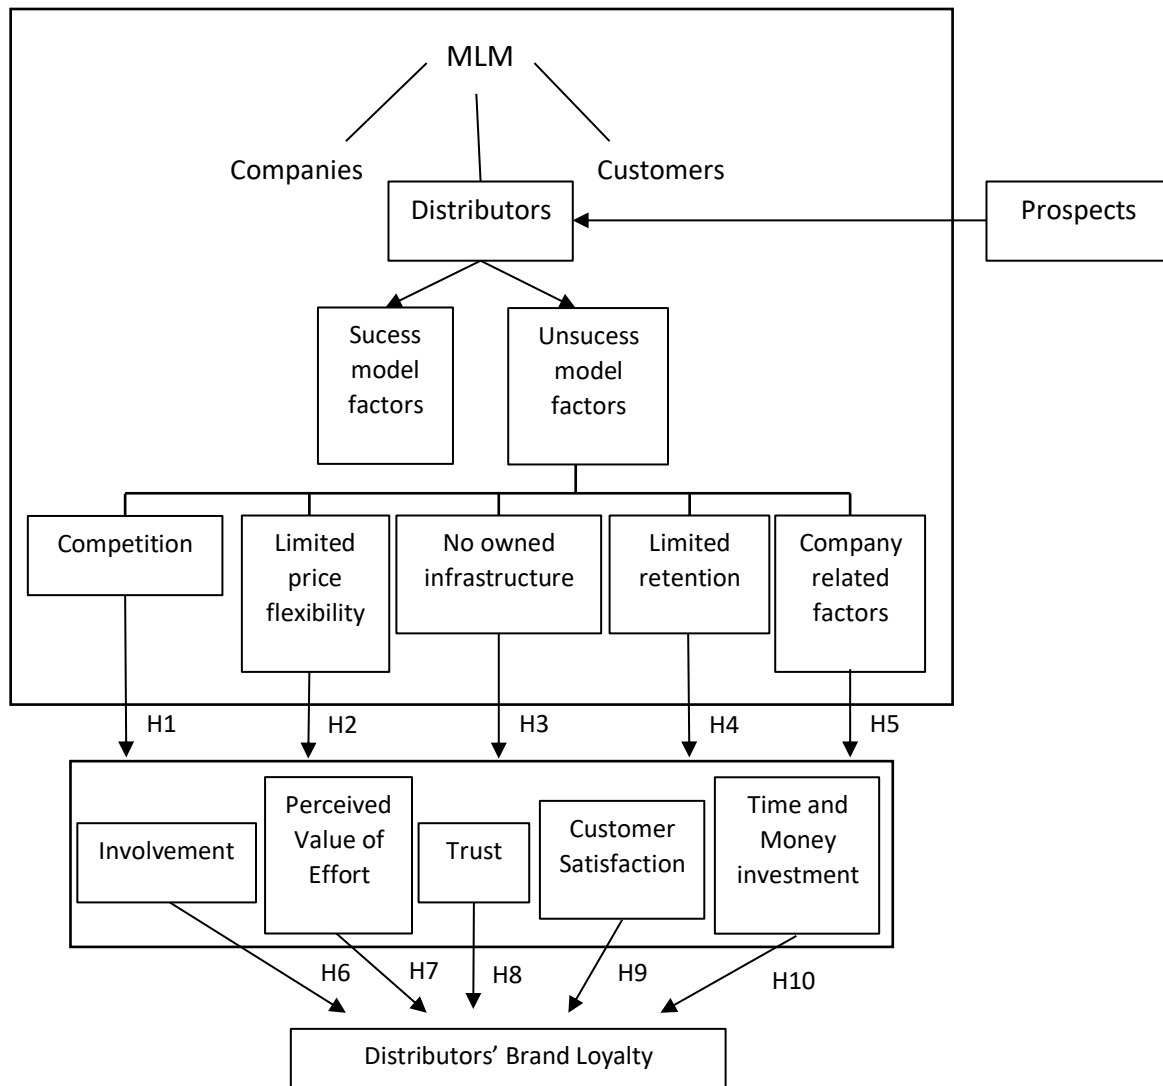 MLM
Companies
Customers
Distributors
Prospects
Sucess
model
factors
Unsucess
model
factors
Competition
Limited
price
flexibility
No owned
infrastructure
Limited
retention
Company
related
factors
H1
H2
H3
H4
H5
Involvement
Perceived
Value of
Effort
Trust
Customer
Satisfaction
Time and
Money
investment
H6
H7
H8
H9
H10
Distributors’ Brand Loyalty